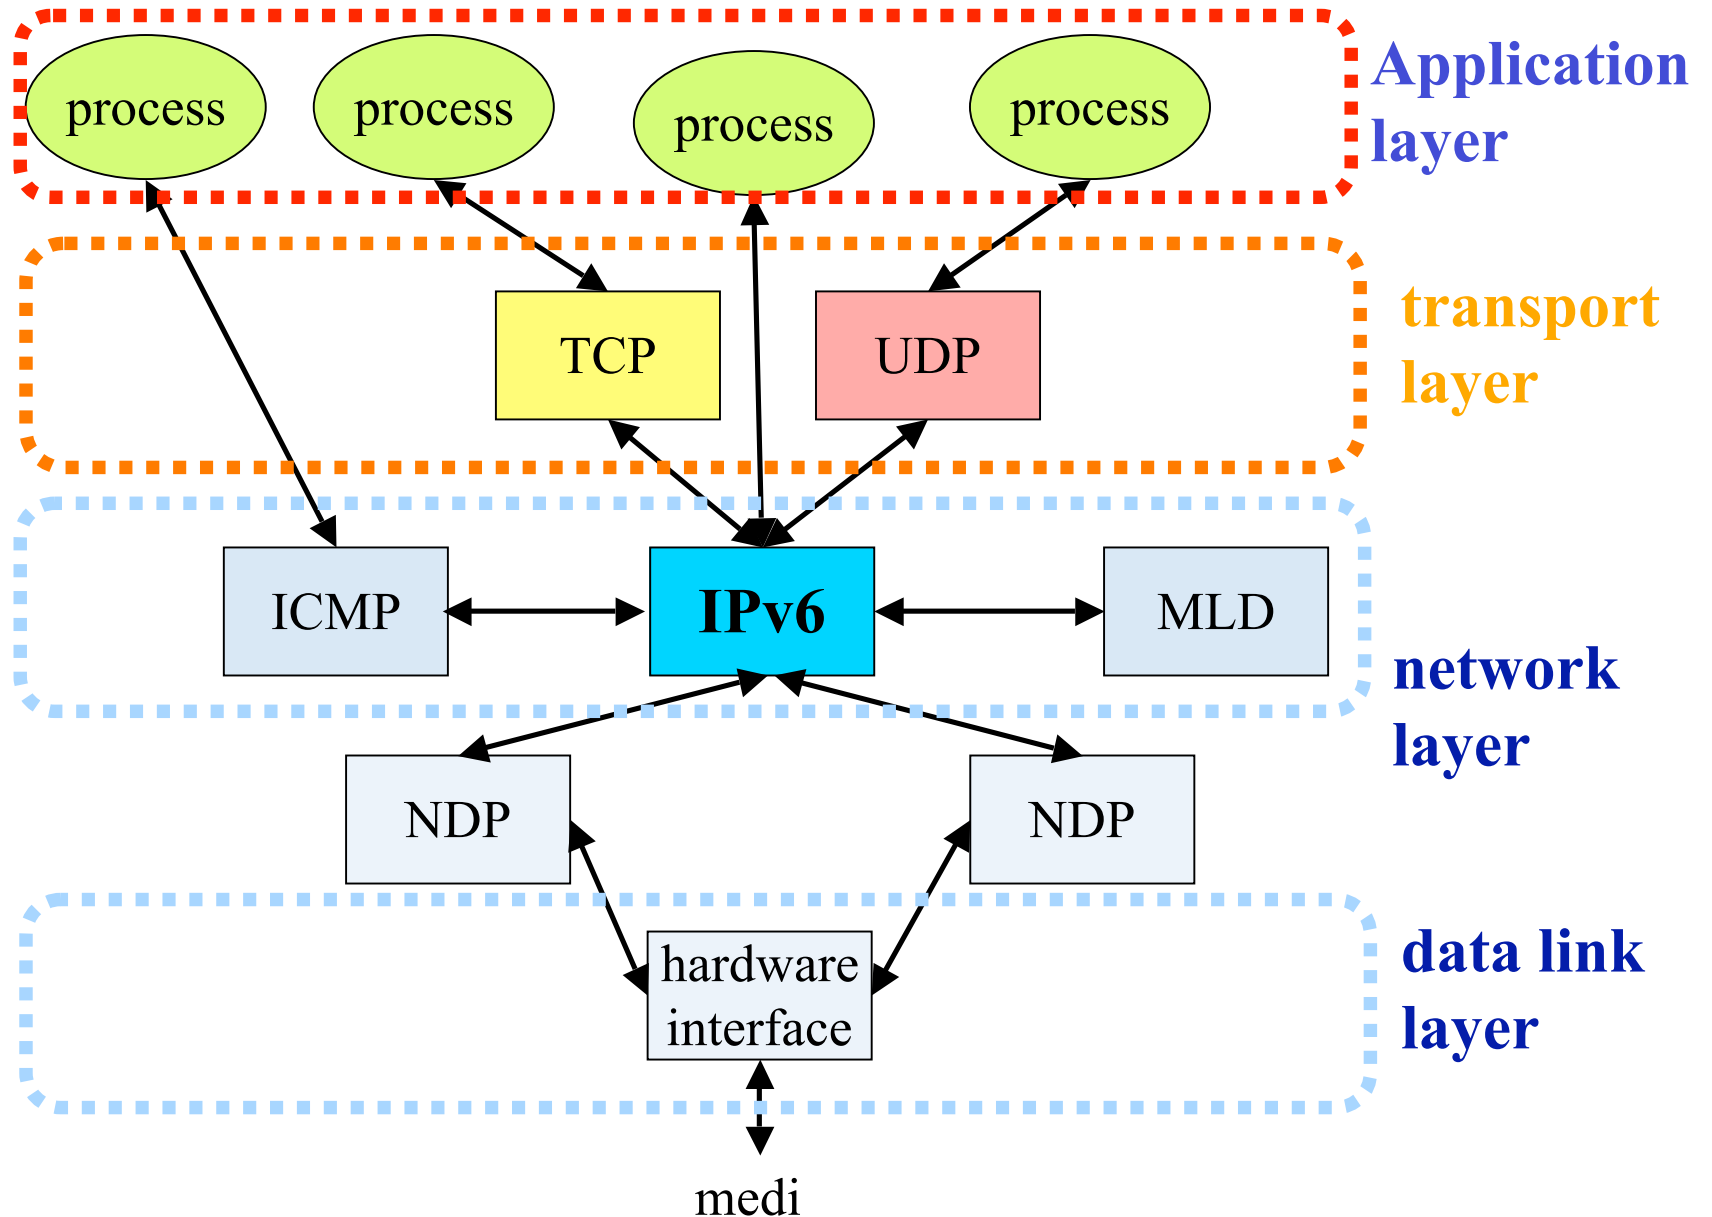 process
process
process
process
Application
layer
TCP
UDP
transport
layer
ICMP
IPv6
MLD
network
layer
NDP
NDP
hardware
interface
data link
layer
medi